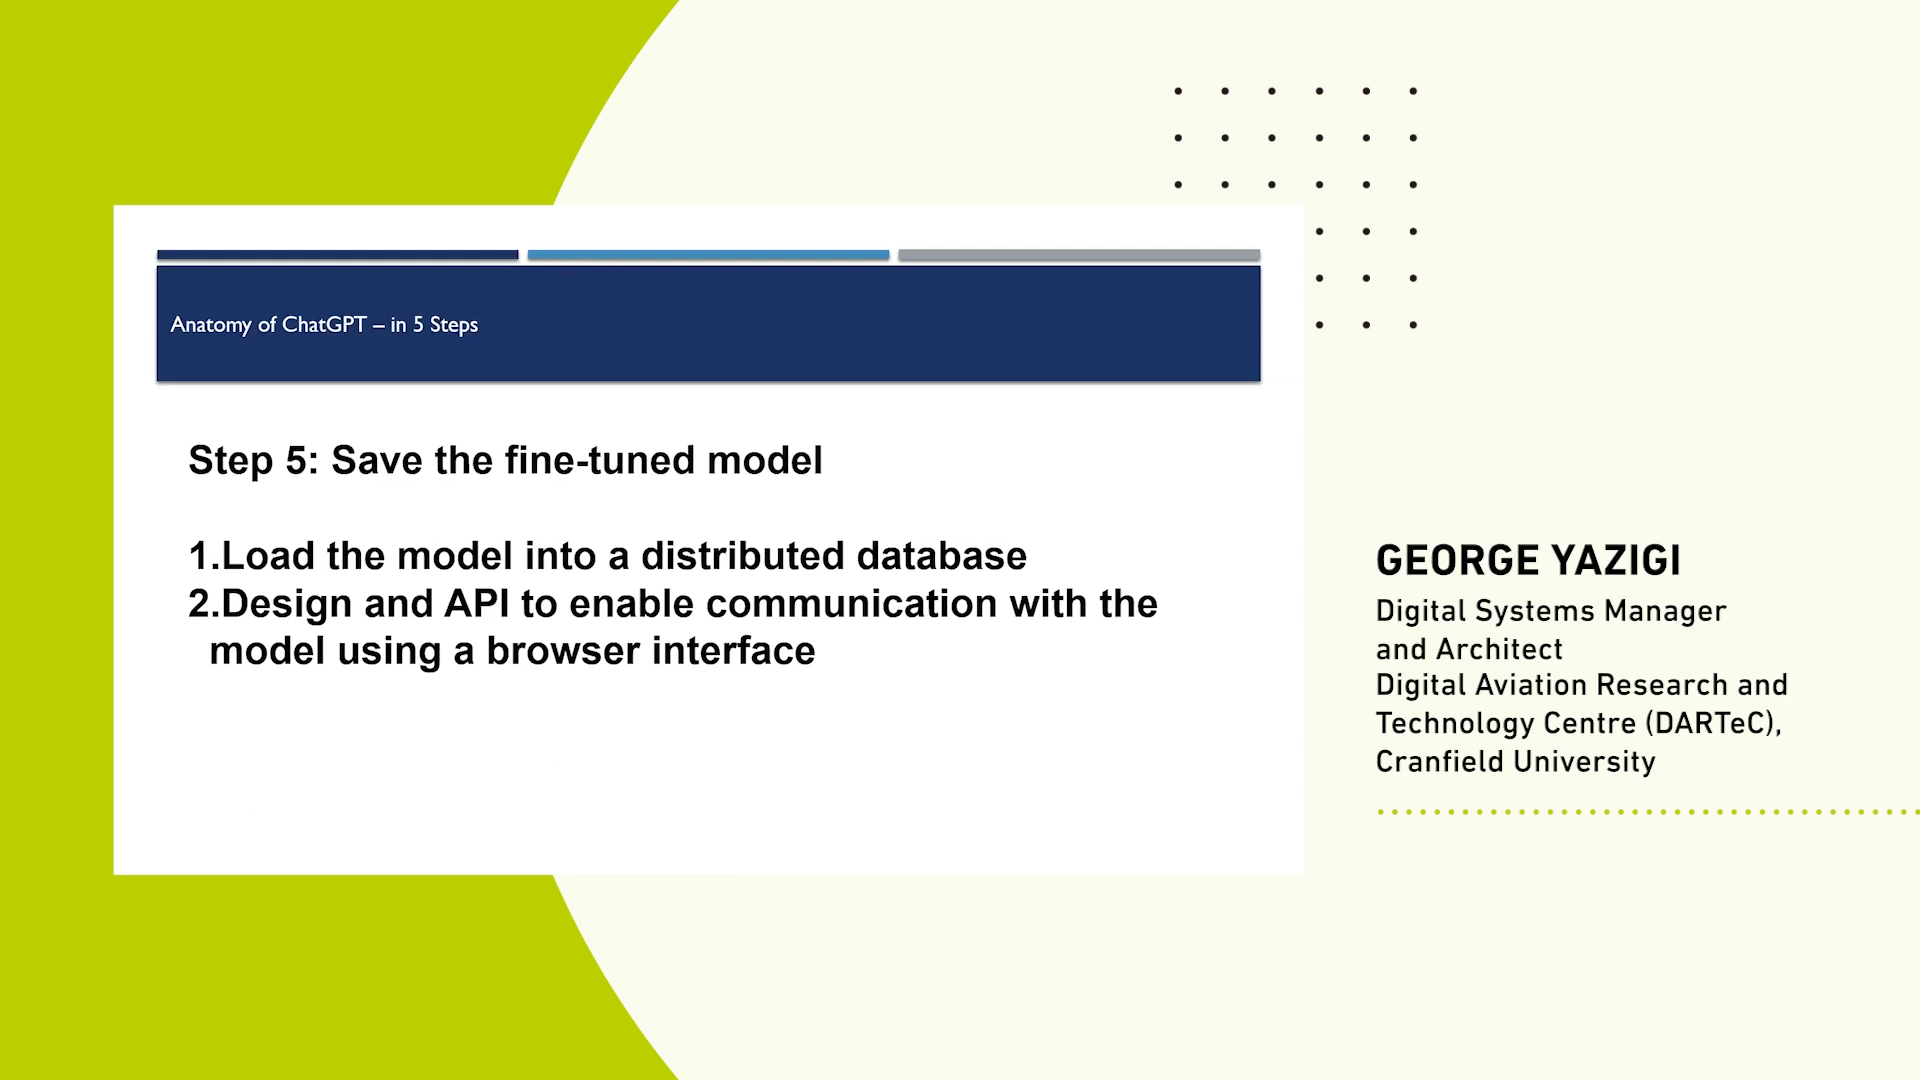 Anatomy of ChatGPT – in 5 Steps
Step 5: Save the fine-tuned model
1.Load the model into a distributed database
2.Design and API to enable communication with the
model using a browser interface
GEORGE YAZIGI
Digital Systems Manager
and Architect
Digital Aviation Research and
Technology Centre (DARTeC),
Cranfield University